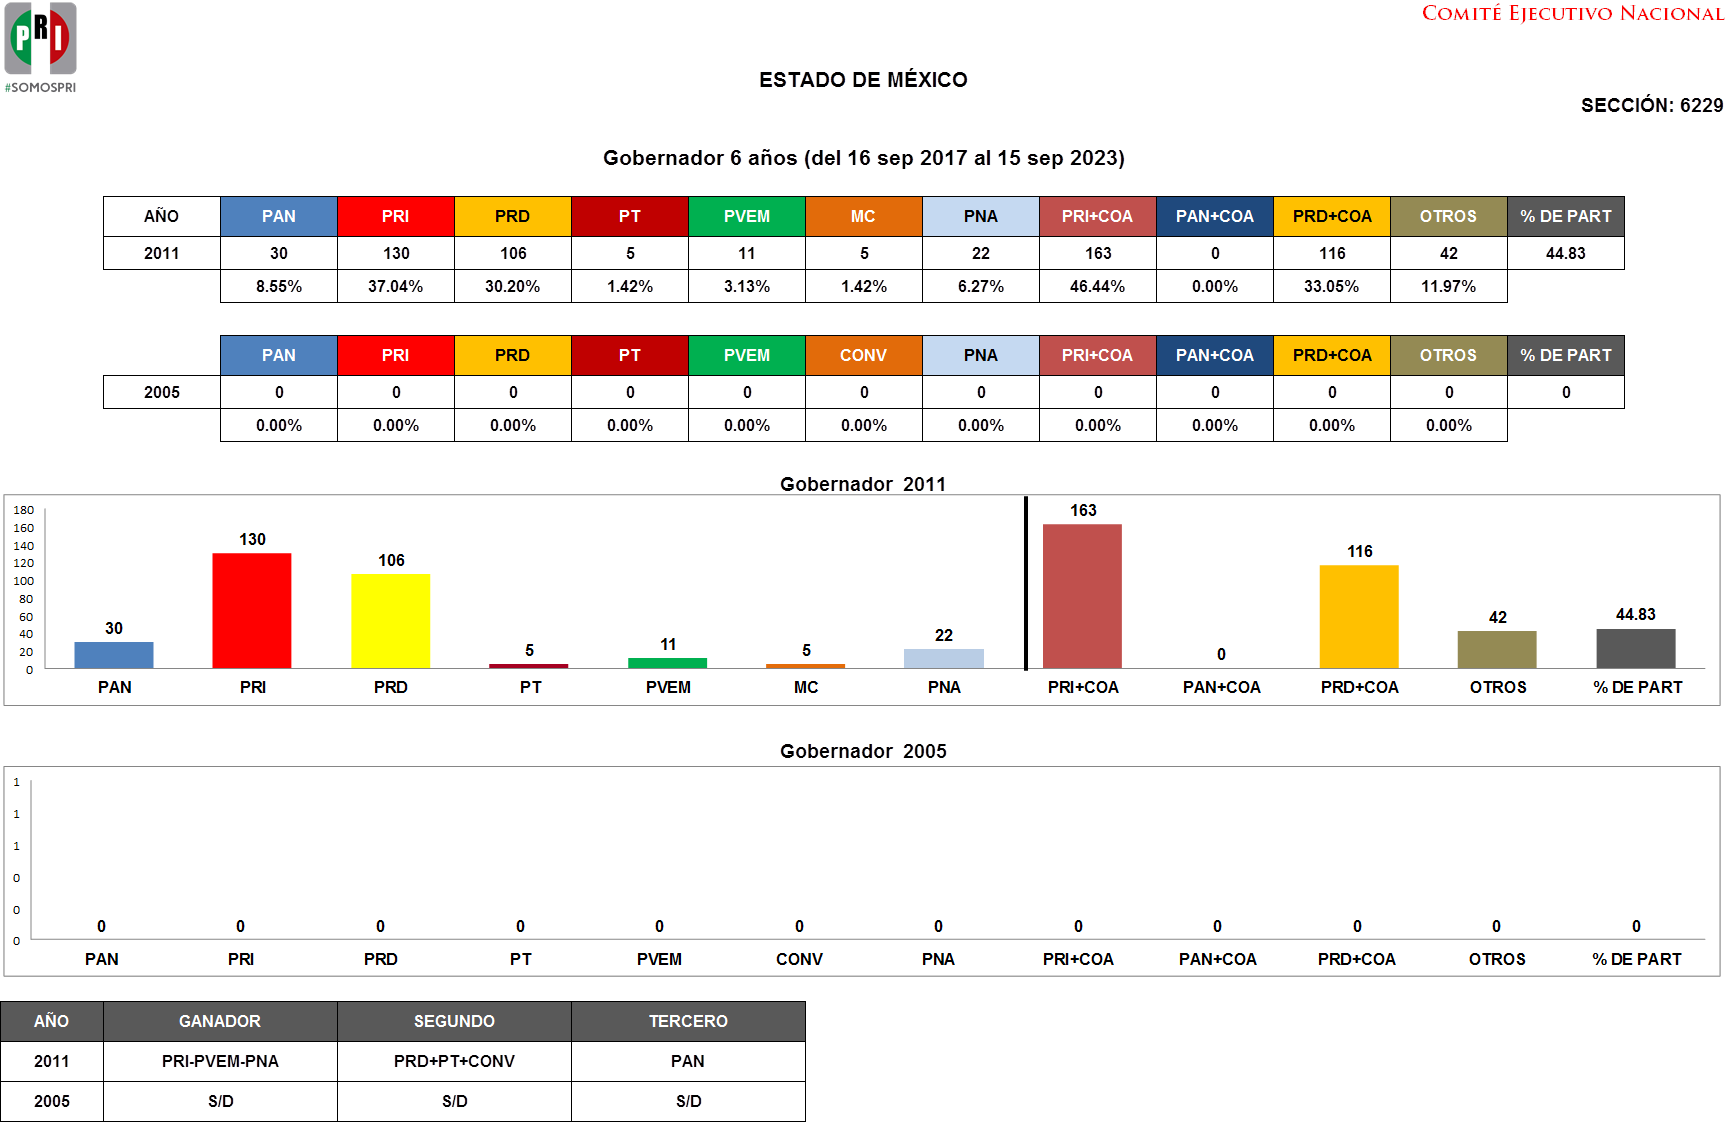 PRI
#SOMOSPRI
COMITÉ EJECUTIVO NACIONAL
ESTADO DE MÉXICO
SECCIÓN: 6229
Gobernador 6 años (del 16 sep 2017 al 15 sep 2023)
AÑO PAN PRI PRD PT PVEM MC PNA PRI+COA PAN+COA PRD+COA OTROS % DE PART
2011 30 130 106 5 11 5 22 163 0 116 42 44.83
8.55% 37.04% 30.20% 1.42% 3.13% 1.42% 6.27% 46.44% 0.00% 33.05% 11.97%
PAN PRI PRD PT PVEM CONV PNA PRI+COA PAN+COA PRD+COA OTROS % DE PART
2005 0 0 0 0 0 0 0 0 0 0 0 0
0.00% 0.00% 0.00% 0.00% 0.00% 0.00% 0.00% 0.00% 0.00% 0.00% 0.00%
Gobernador 2011
180
160
140
120
100
80
60
40
20
0
30 130 106 5 11 5 22 163 0 116 42 44.83
PAN PRI PRD PT PVEM MC PNA PRI+COA PAN+COA PRD+COA OTROS % DE PART
Gobernador 2005
1
1
1
0
0
0
0 0 0 0 0 0 0 0 0 0 0 0
PAN PRI PRD PT PVEM CONV PNA PRI+COA PAN+COA PRD+COA OTROS % DE PART
AÑO GANADOR SEGUNDO TERCERO
2011 PRI-PVEM-PNA PRD+PT+CONV PAN
2005 S/D S/D S/D